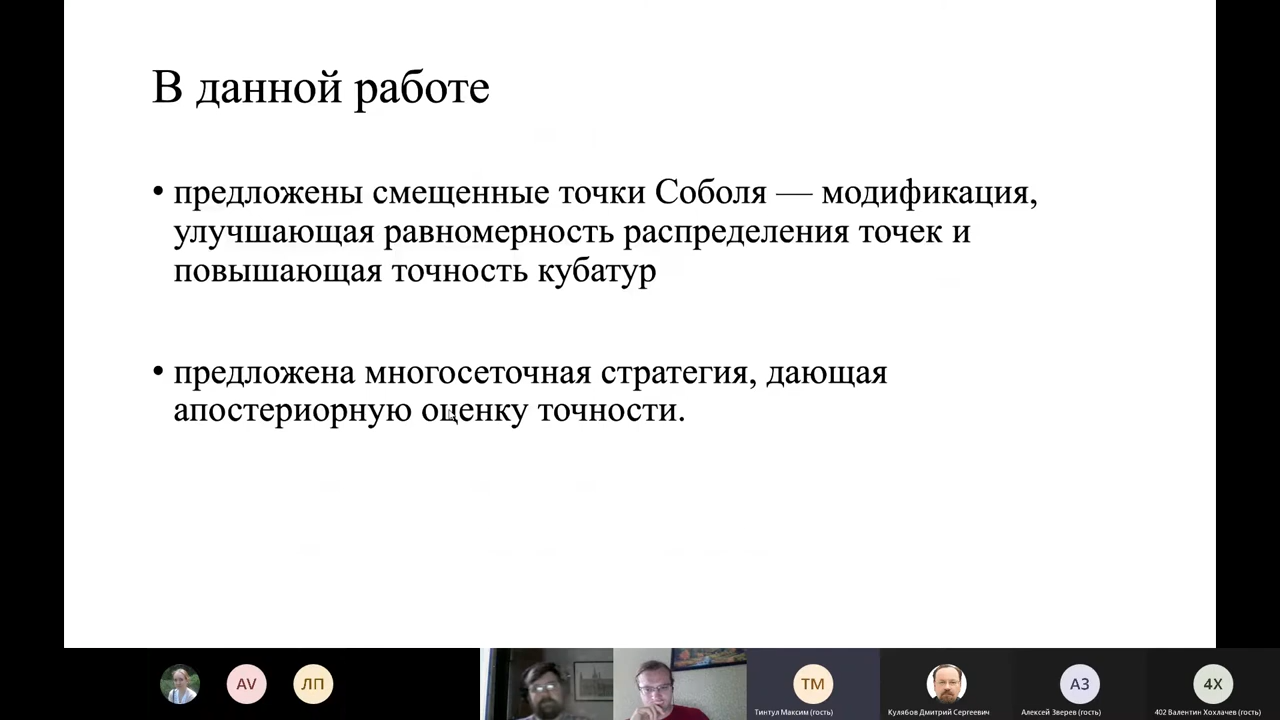 В данной работе
• предложены смещенные точки Соболя — модификация,
улучшающая равномерность распределения точек и
повышающая точность кубатур
• предложена многосеточная стратегия, дающая
апостериорную оценку точности.
AV
ЛП
ТМ
АЗ
4Х
Тинтул Максим (гость)
Кулябов Дмитрий Сергеевич
Алексей Зверев (гость)
402 Валентин Хохлачев (гость)